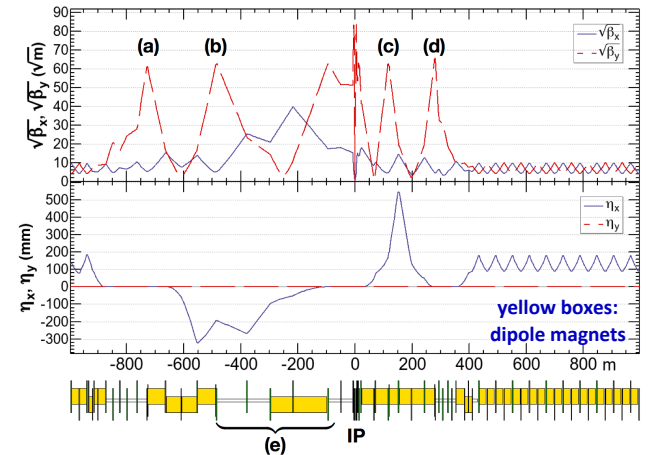 90
80
70
60
50
40
30
20
10
0
√βx, √βy (√m)
(a)
(b)
(c)
(d)
√βx
√βy
500
400
300
200
100
0
-100
-200
-300
ηx, ηy (mm)
ηx
ηy
yellow boxes:
dipole magnets
-800 -600 -400 -200 0 200 400 600 800 m
(e)
IP